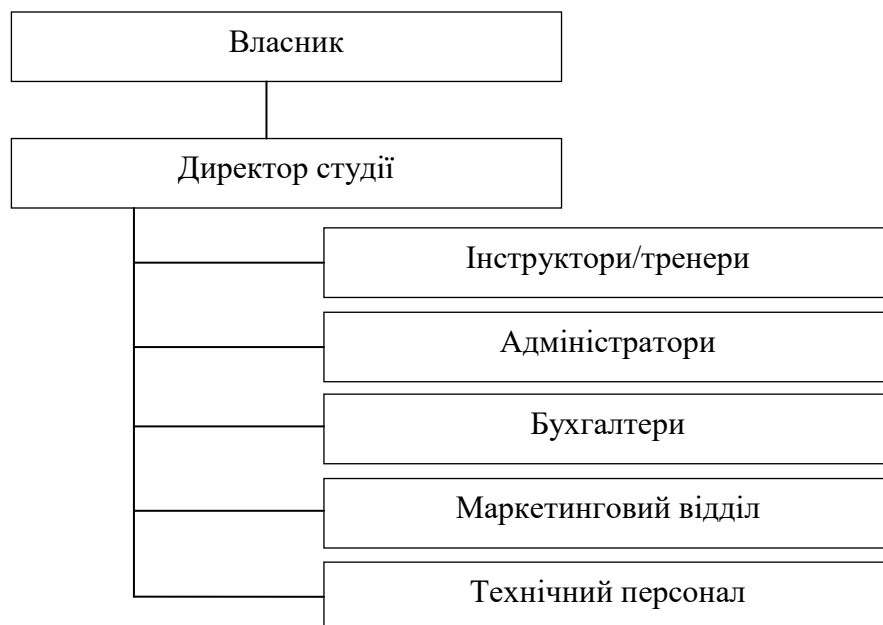 Власник
Директор студії
Інструктори/тренери
Адміністратори
Бухгалтери
Маркетинговий відділ
Технічний персонал